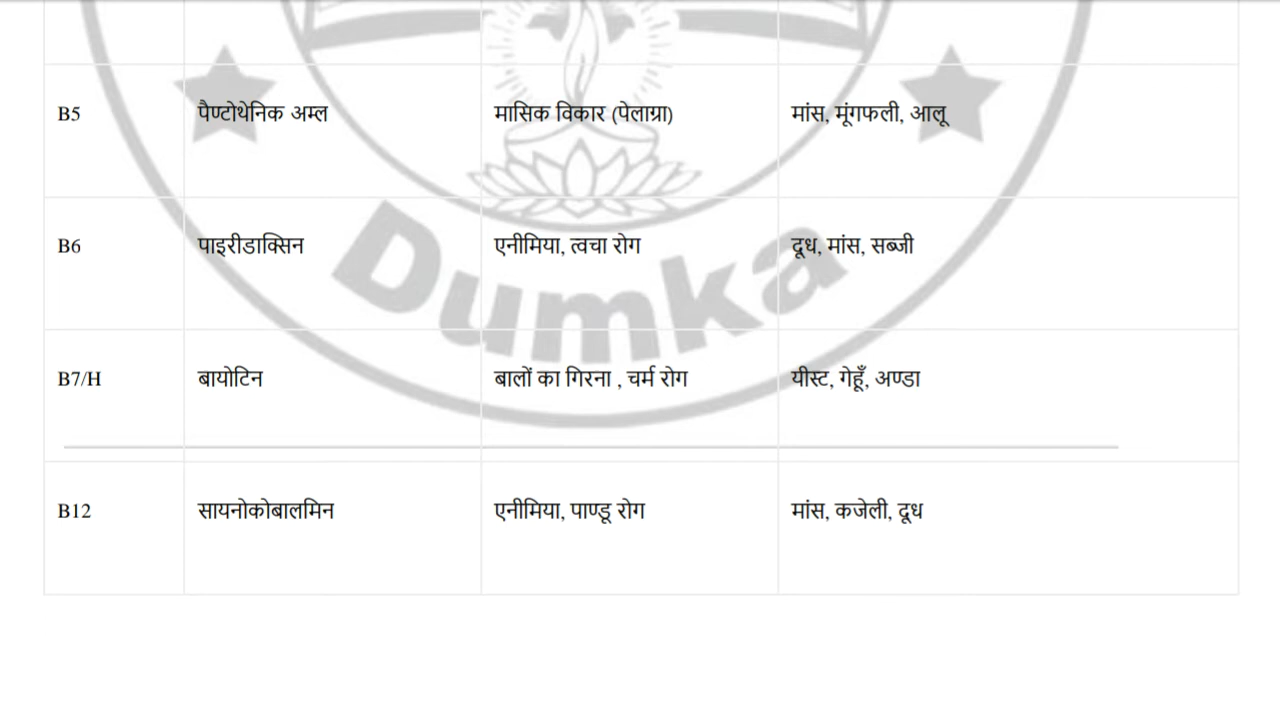 B5 पैण्टोथेनिक अम्ल मासिक विकार (पेलाग्रा) मांस, मूंगफली, आलू
B6 पाइरीडाक्सिन एनीमिया, त्वचा रोग दूध, मांस, सब्जी
Dumka
B7/H बायोटिन बालों का गिरना , चर्म रोग यीस्ट, गेहूँ, अण्डा
B12 सायनोकोबालमिन एनीमिया, पाण्डू रोग मांस, कजेली, दूध